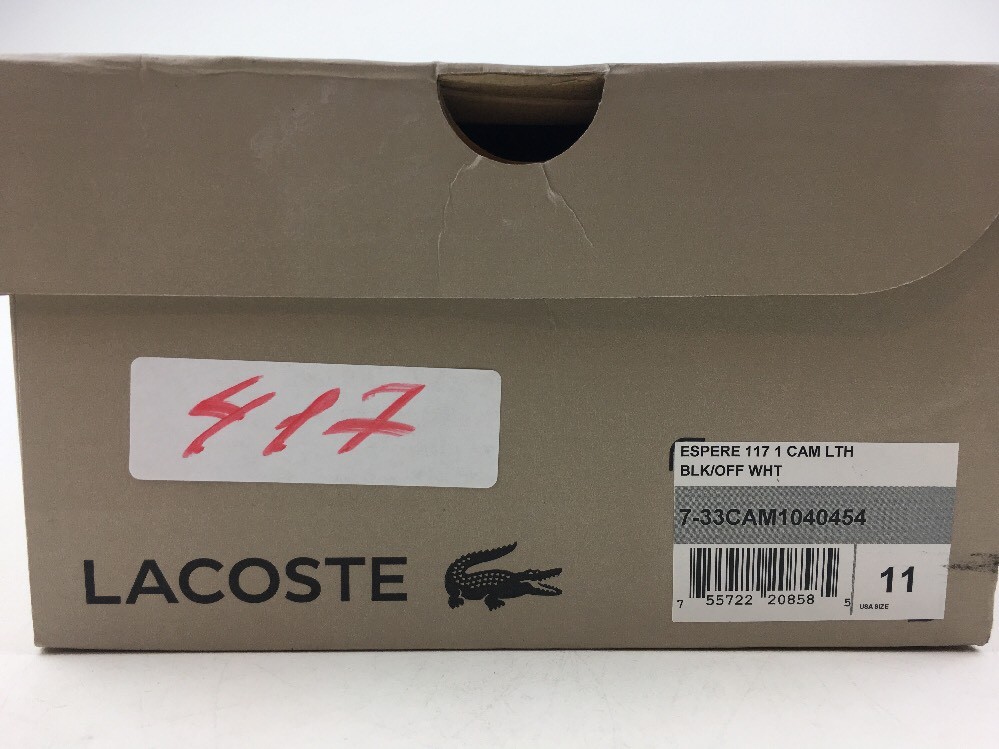 417
LACOSTE
ESPERE 117 1 CAM LTH
BLK/OFF WHT
7-33CAM1040454
7 55722 20858 5
USA SIZE
11